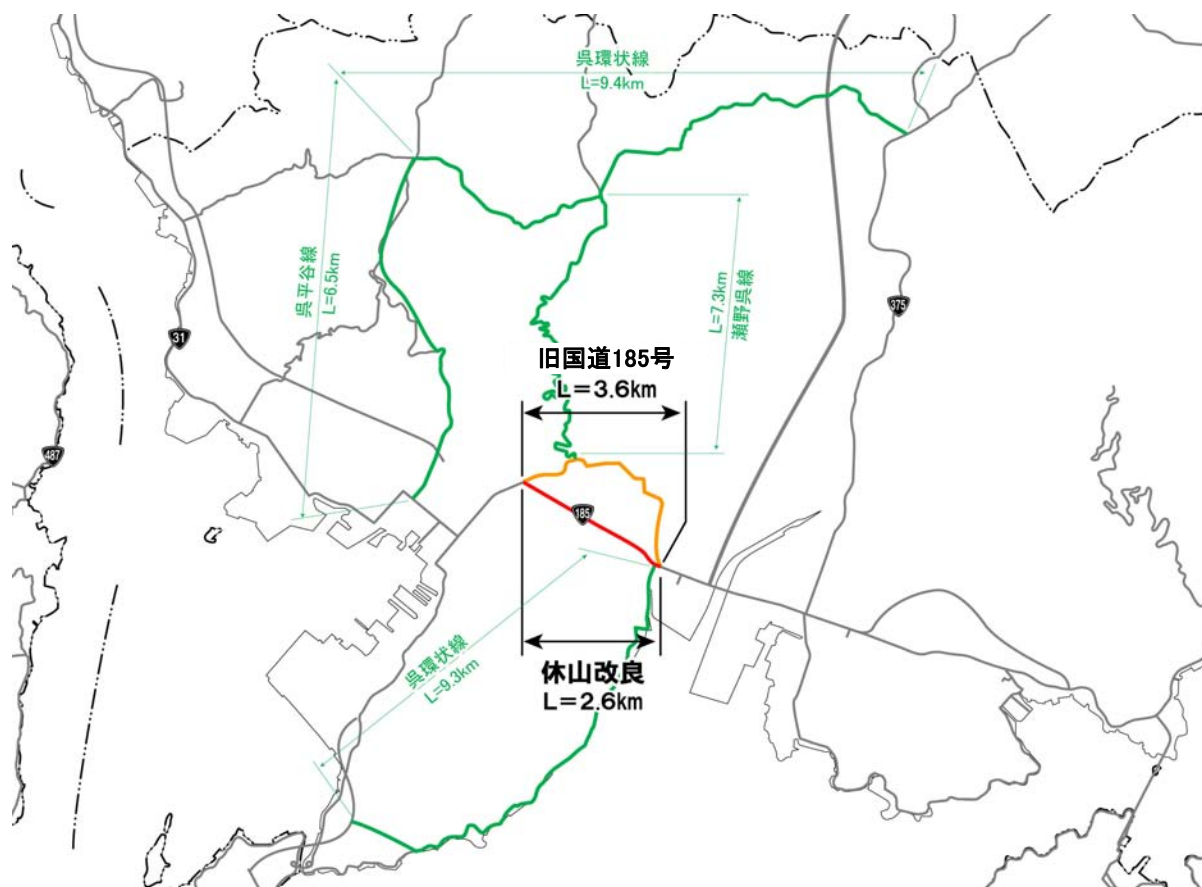 呉環状線
L=9.4km
呉平谷線
L=6.5km
L=7.3km
瀬野呉線
31
375
487
旧国道185号
L＝3.6km
185
呉環状線
L=9.3km
休山改良
L=2.6km